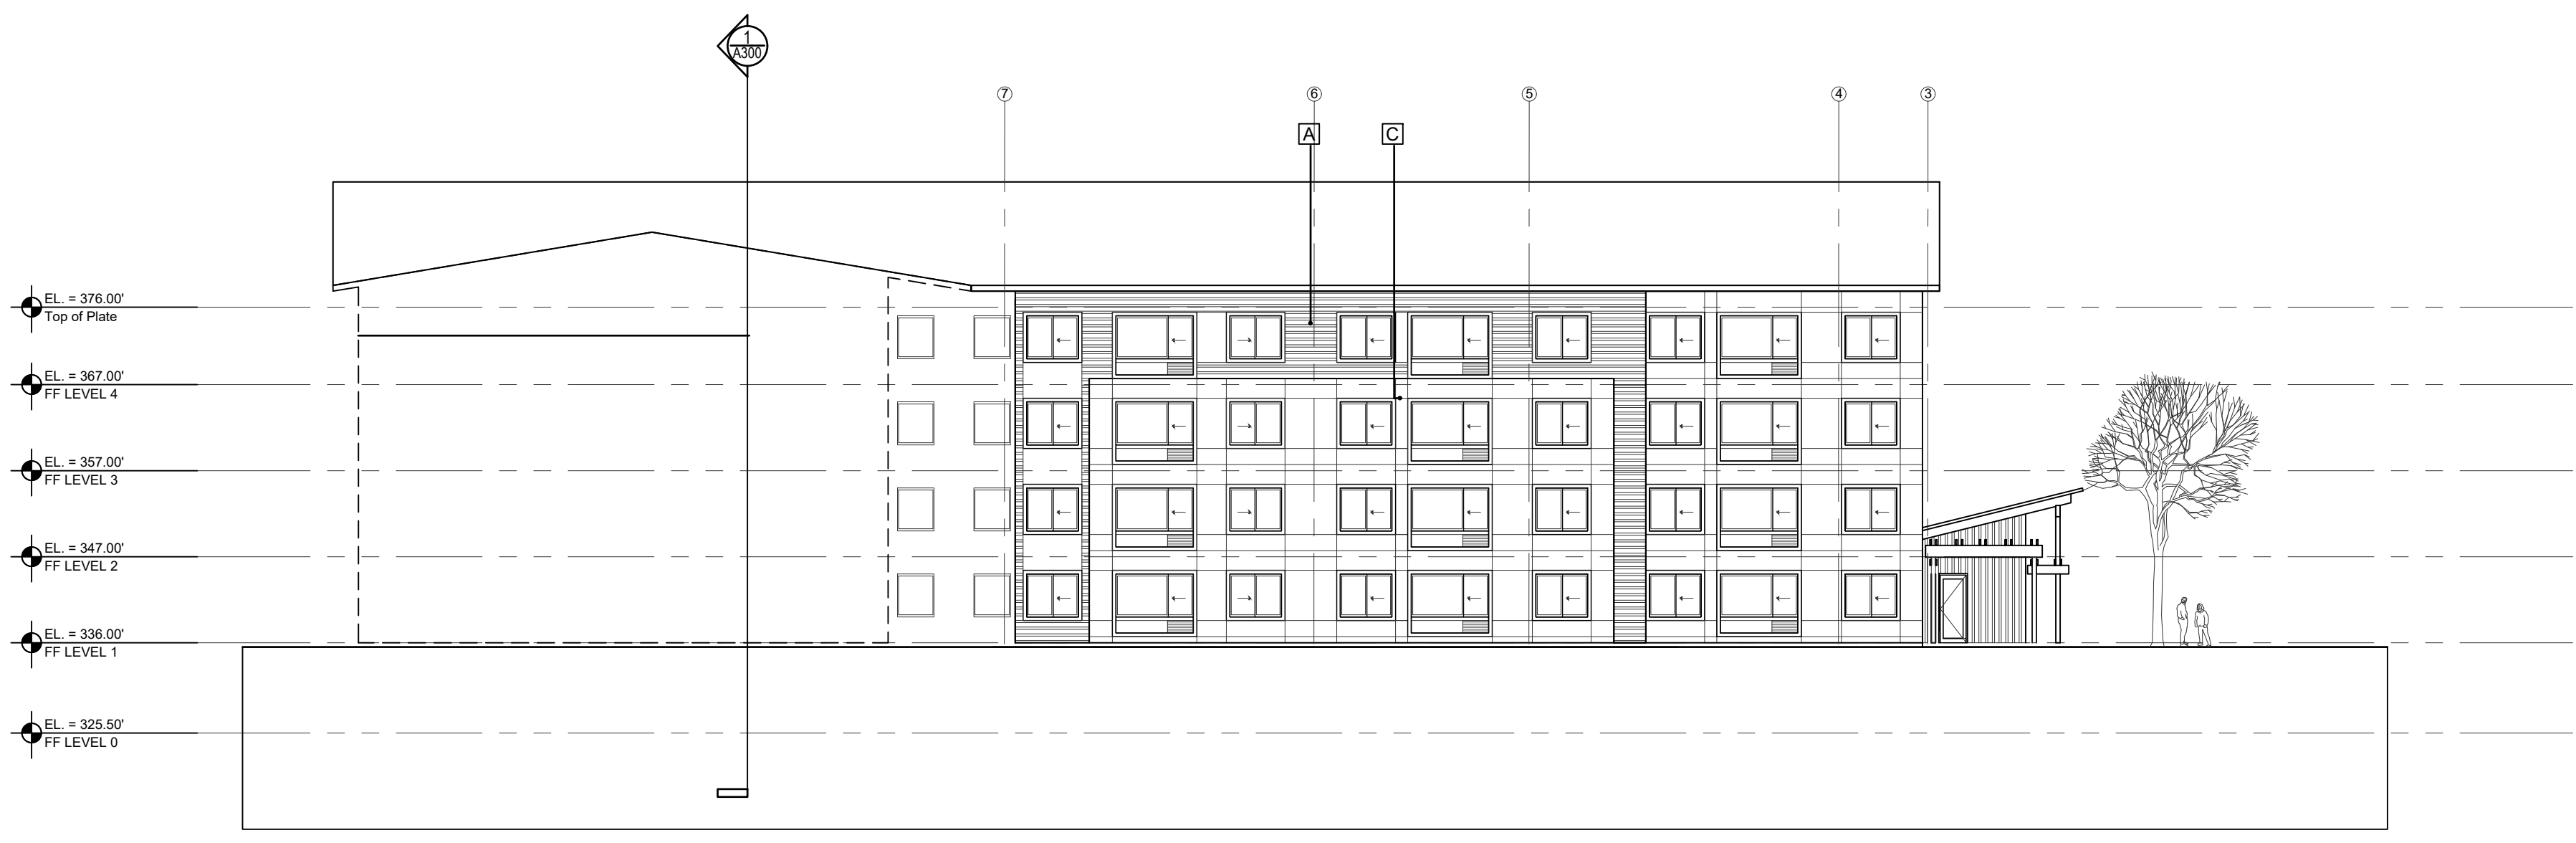 1
A300
7
6
5
4
3
A
C
EL. = 376.00'
Top of Plate
EL. = 367.00'
FF LEVEL 4
EL. = 357.00'
FF LEVEL 3
EL. = 347.00'
FF LEVEL 2
EL. = 336.00'
FF LEVEL 1
EL. = 325.50'
FF LEVEL 0